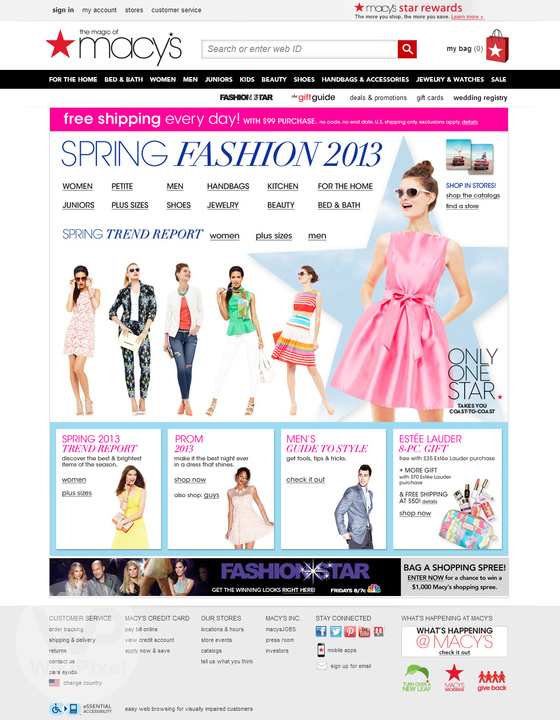 sign in my account stores customer service
macy's star rewards
The more you shop, the more you save. Learn more
the magic of
macy's
Search or enter web ID
my bag (0)
FOR THE HOME BED & BATH WOMEN MEN JUNIORS KIDS BEAUTY SHOES HANDBAGS & ACCESSORIES JEWELRY & WATCHES SALE
FASHION STAR the gift guide deals & promotions gift cards wedding registry
free shipping every day! WITH $99 PURCHASE. no code. no end date. U.S. shipping only. exclusions apply. details
SPRING FASHION 2013
WOMEN PETITE MEN HANDBAGS KITCHEN FOR THE HOME
JUNIORS PLUS SIZES SHOES JEWELRY BEAUTY BED & BATH
SHOP IN STORES!
shop the catalogs
find a store
SPRING TREND REPORT women plus sizes men
ONLY
ONE
STAR
TAKES YOU
COAST-TO-COAST
SPRING 2013
TREND REPORT
discover the best & brightest
items of the season.
women
plus sizes
PROM
2013
make if the best night ever
in a dress that shines.
shop now
also shop: guys
MEN'S
GUIDE TO STYLE
get tools, tips & tricks.
check it out
ESTÉE LAUDER
8-PC. GIFT
free with $35 Estée Lauder purchase
+ MORE GIFT
with $70 Estée Lauder
purchase
& FREE SHIPPING
AT $50! details
shop now
FASHION STAR
GET THE WINNING LOOKS RIGHT HERE! FRIDAYS 8/7c NBC
BAG A SHOPPING SPREE!
ENTER NOW for a chance to win a
$1,000 Macy's shopping spree.
CUSTOMER SERVICE
order tracking
shipping & delivery
returns
contact us
para ayuda
change country
MACY'S CREDIT CARD
pay bill online
view credit account
apply now & save
OUR STORES
locations & hours
store events
catalogs
tell us what you think
MACY'S INC.
macysJOBS
press room
investors
STAY CONNECTED
mobile apps
sign up for email
WHAT'S HAPPENING AT MACY'S
WHAT'S HAPPENING
@ MACY'S
check it out
TURN OVER A
NEW LEAF
MACY'S
BACKSTAGE
give back
eSSENTIAL
ACCESSIBILITY
easy web browsing for visually impaired customers